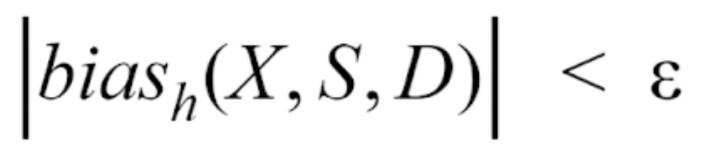 |bias_h(X, S, D)| < ε